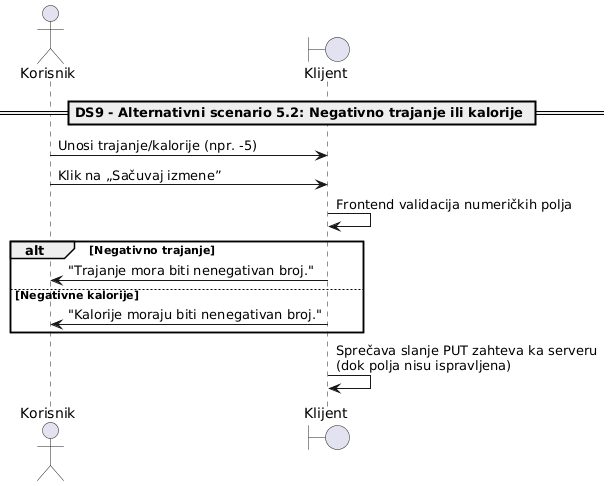 Korisnik
Klijent
DS9 - Alternativni scenario 5.2: Negativno trajanje ili kalorije
Unosi trajanje/kalorije (npr. -5)
Klik na „Sačuvaj izmene”
Frontend validacija numeričkih polja
alt [Negativno trajanje]
"Trajanje mora biti nenegativan broj."
[Negativne kalorije]
"Kalorije moraju biti nenegativan broj."
Sprečava slanje PUT zahteva ka serveru
(dok polja nisu ispravljena)
Korisnik
Klijent